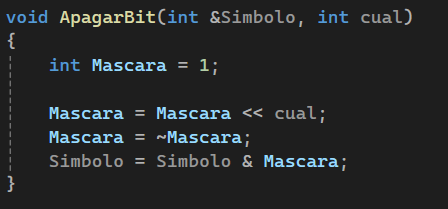 void ApagarBit(int &Simbolo, int cual)
{
    int Mascara = 1;

    Mascara = Mascara << cual;
    Mascara = ~Mascara;
    Simbolo = Simbolo & Mascara;
}